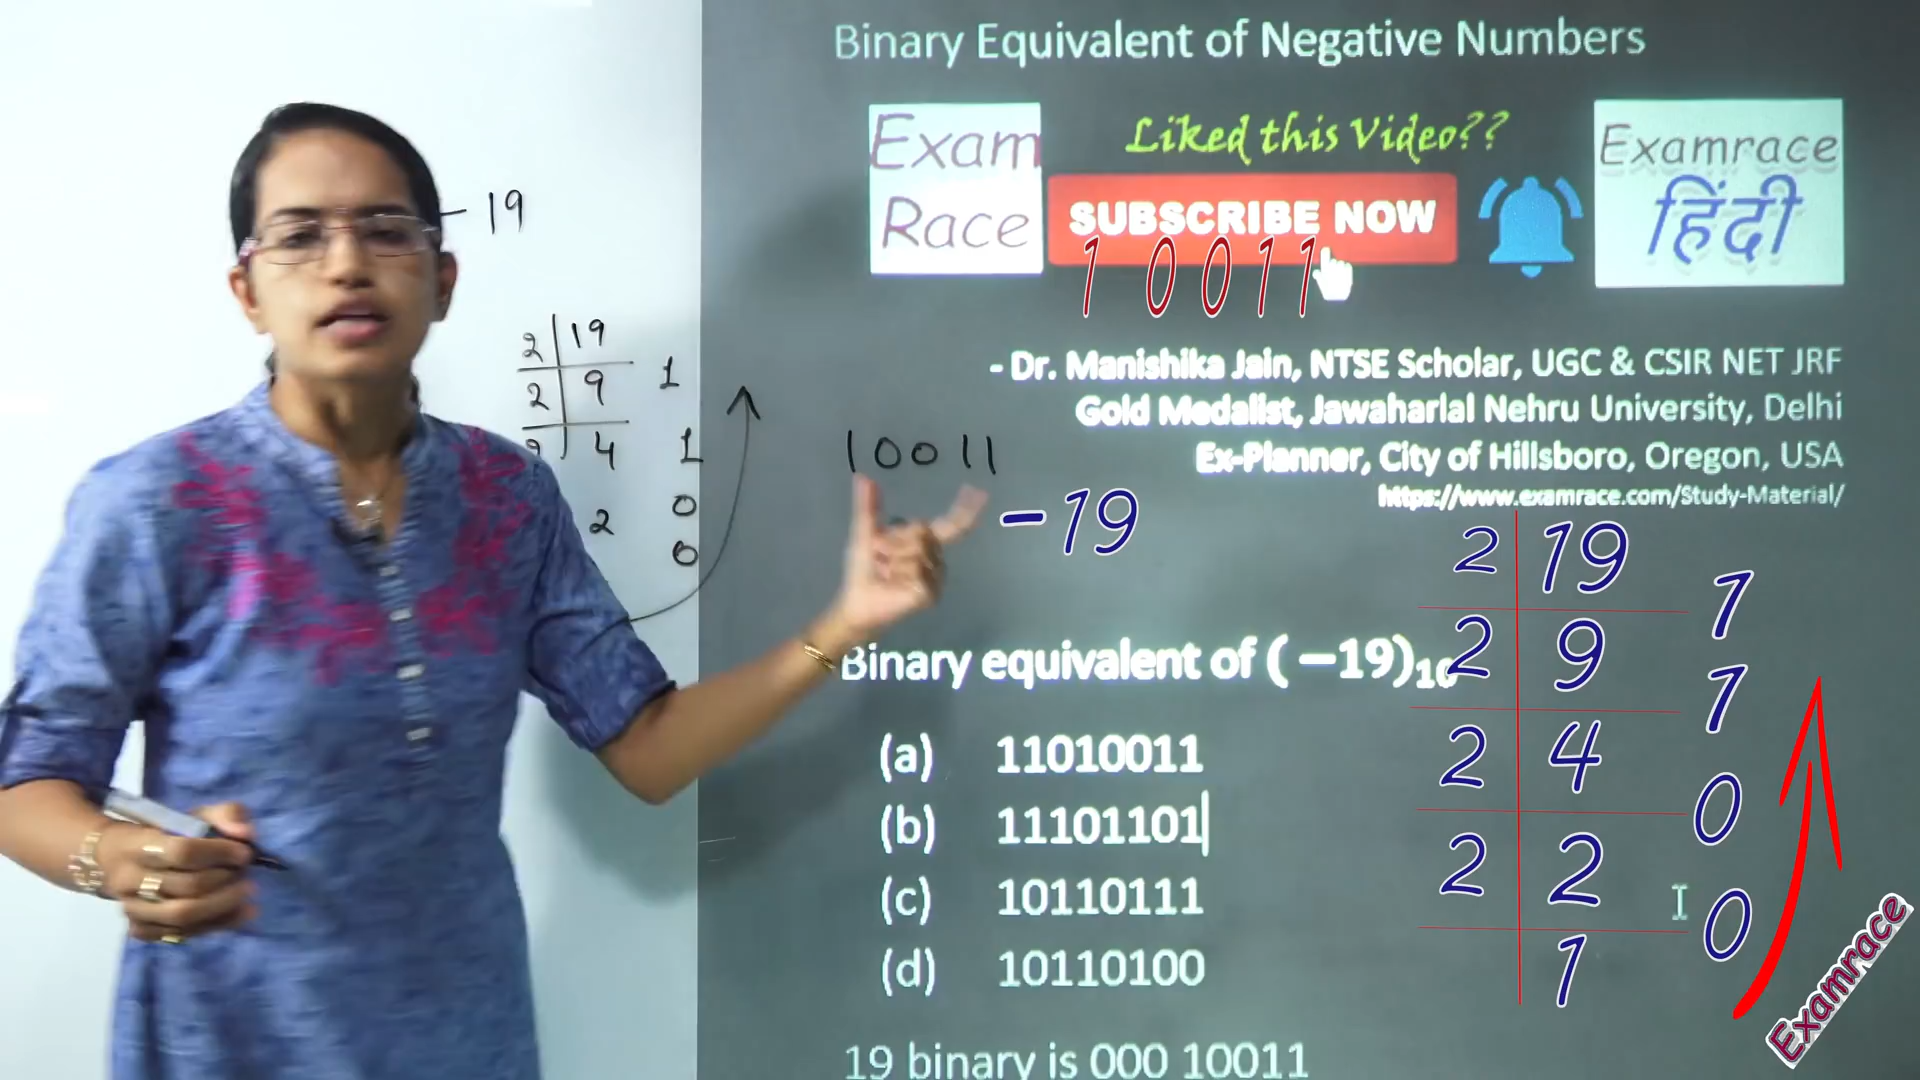 Binary Equivalent of Negative Numbers
Exam
Race
Liked this Video??
SUBSCRIBE NOW
Examrace
हिंदी
1 0 0 1 1
- Dr. Manishika Jain, NTSE Scholar, UGC & CSIR NET JRF
Gold Medalist, Jawaharlal Nehru University, Delhi
Ex-Planner, City of Hillsboro, Oregon, USA
https://www.examrace.com/Study-Material/
- 19
2 19
2 9 1
2 4 1
2 0
0
10011
-19
Binary equivalent of (−19)10
(a) 11010011
(b) 11101101
(c) 10110111
(d) 10110100
19 binary is 000 10011
2 19
2 9 1
2 4 1
2 2 0
1 0
Examrace